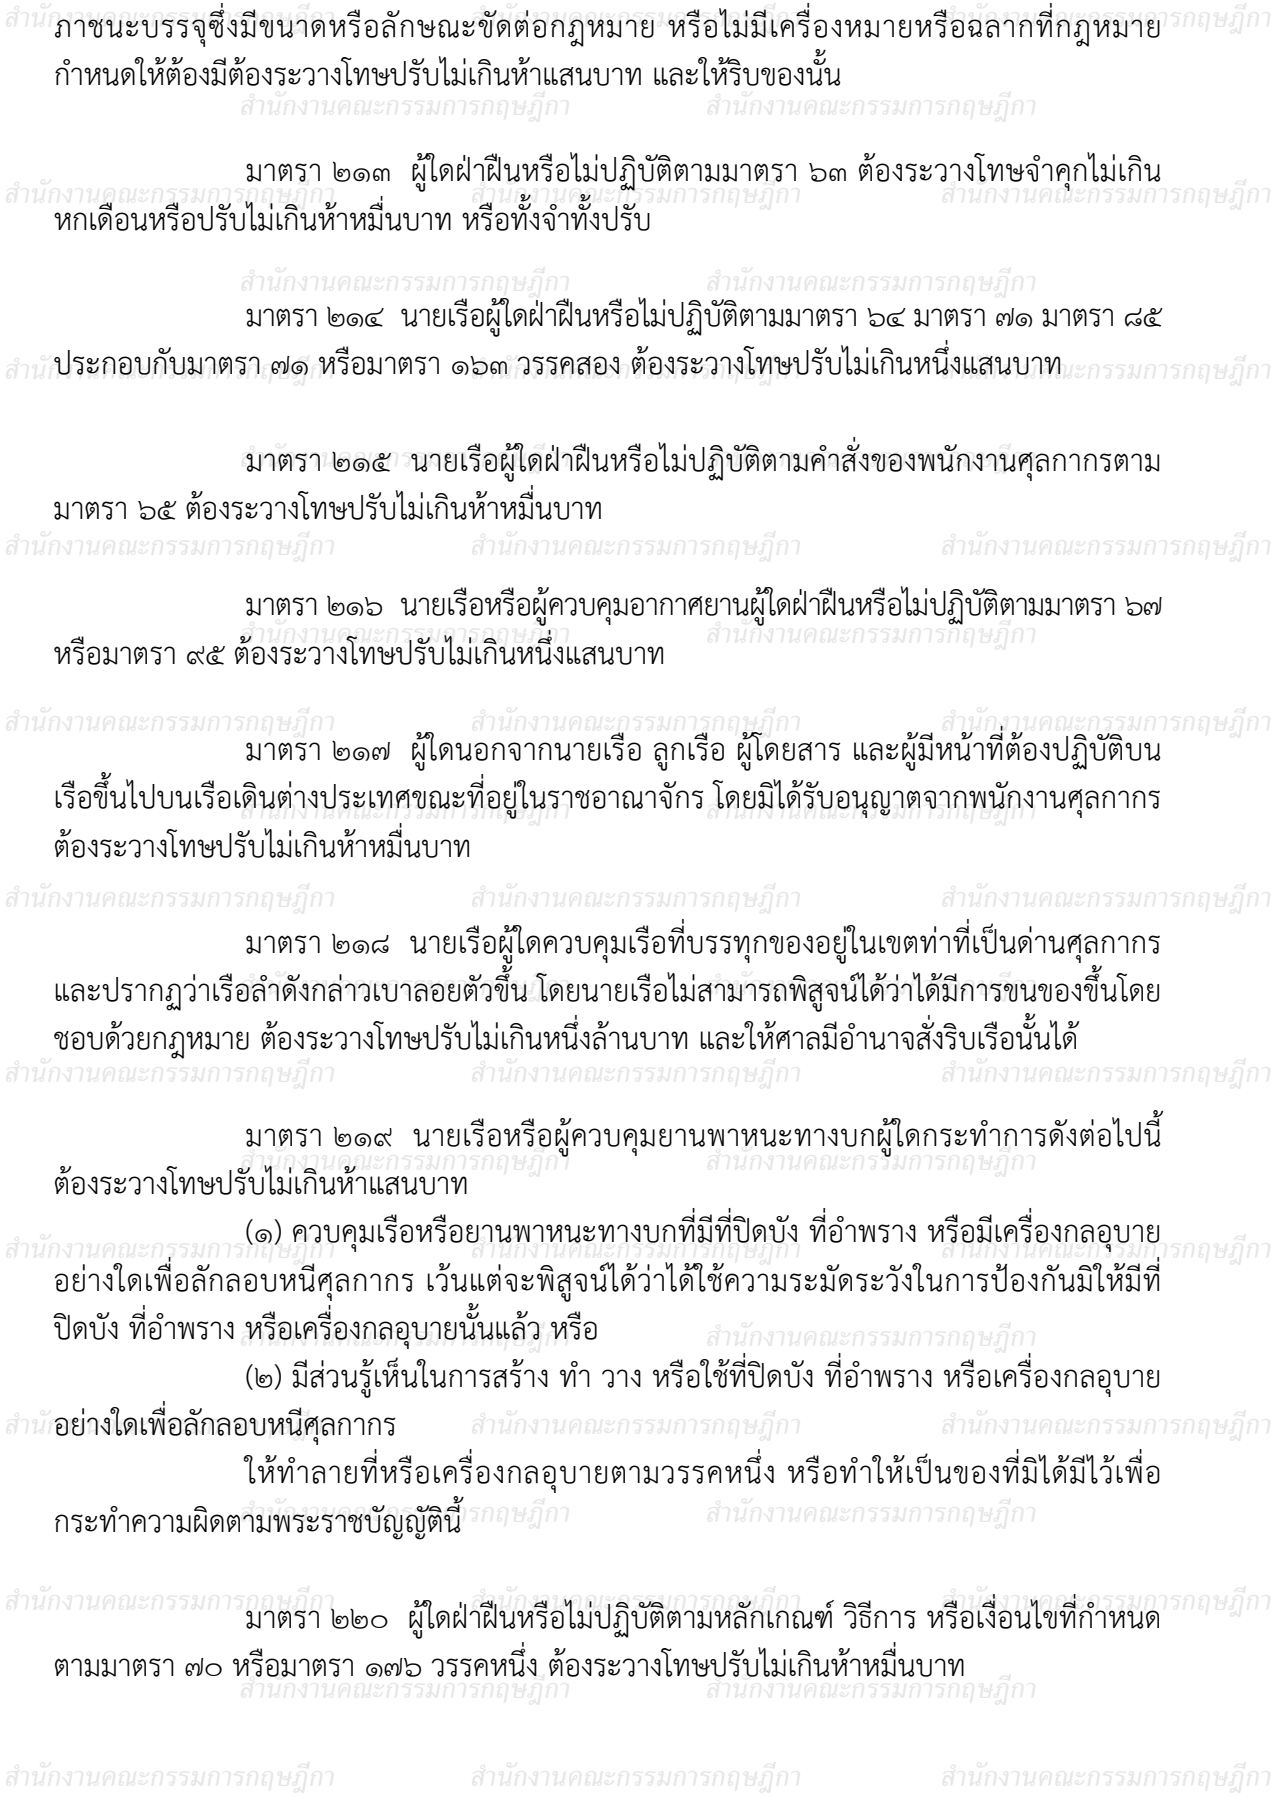 ภาชนะบรรจุซึ่งมีขนาดหรือลักษณะขัดต่อกฎหมาย หรือไม่มีเครื่องหมายหรือฉลากที่กฎหมาย
กำหนดให้ต้องมีต้องระวางโทษปรับไม่เกินห้าแสนบาท และให้ริบของนั้น
มาตรา ๒๑๓ ผู้ใดฝ่าฝืนหรือไม่ปฏิบัติตามมาตรา ๖๓ ต้องระวางโทษจำคุกไม่เกิน
หกเดือนหรือปรับไม่เกินห้าหมื่นบาท หรือทั้งจำทั้งปรับ
มาตรา ๒๑๔ นายเรือผู้ใดฝ่าฝืนหรือไม่ปฏิบัติตามมาตรา ๖๔ มาตรา ๗๑ มาตรา ๘๕
ประกอบกับมาตรา ๗๑ หรือมาตรา ๑๖๓ วรรคสอง ต้องระวางโทษปรับไม่เกินหนึ่งแสนบาท
มาตรา ๒๑๕ นายเรือผู้ใดฝ่าฝืนหรือไม่ปฏิบัติตามคำสั่งของพนักงานศุลกากรตาม
มาตรา ๖๕ ต้องระวางโทษปรับไม่เกินห้าหมื่นบาท
มาตรา ๒๑๖ นายเรือหรือผู้ควบคุมอากาศยานผู้ใดฝ่าฝืนหรือไม่ปฏิบัติตามมาตรา ๖๗
หรือมาตรา ๙๕ ต้องระวางโทษปรับไม่เกินหนึ่งแสนบาท
มาตรา ๒๑๗ ผู้ใดนอกจากนายเรือ ลูกเรือ ผู้โดยสาร และผู้มีหน้าที่ต้องปฏิบัติบน
เรือขึ้นไปบนเรือเดินต่างประเทศขณะที่อยู่ในราชอาณาจักร โดยมิได้รับอนุญาตจากพนักงานศุลกากร
ต้องระวางโทษปรับไม่เกินห้าหมื่นบาท
มาตรา ๒๑๘ นายเรือผู้ใดควบคุมเรือที่บรรทุกของอยู่ในเขตท่าที่เป็นด่านศุลกากร
และปรากฏว่าเรือลำดังกล่าวเบาลอยตัวขึ้น โดยนายเรือไม่สามารถพิสูจน์ได้ว่าได้มีการขนของขึ้นโดย
ชอบด้วยกฎหมาย ต้องระวางโทษปรับไม่เกินหนึ่งล้านบาท และให้ศาลมีอำนาจสั่งริบเรือนั้นได้
มาตรา ๒๑๙ นายเรือหรือผู้ควบคุมยานพาหนะทางบกผู้ใดกระทำการดังต่อไปนี้
ต้องระวางโทษปรับไม่เกินห้าแสนบาท
(๑) ควบคุมเรือหรือยานพาหนะทางบกที่มีที่ปิดบัง ที่อำพราง หรือมีเครื่องกลอุบาย
อย่างใดเพื่อลักลอบหนีศุลกากร เว้นแต่จะพิสูจน์ได้ว่าได้ใช้ความระมัดระวังในการป้องกันมิให้มีที่
ปิดบัง ที่อำพราง หรือเครื่องกลอุบายนั้นแล้ว หรือ
(๒) มีส่วนรู้เห็นในการสร้าง ทำ วาง หรือใช้ที่ปิดบัง ที่อำพราง หรือเครื่องกลอุบาย
อย่างใดเพื่อลักลอบหนีศุลกากร
ให้ทำลายที่หรือเครื่องกลอุบายตามวรรคหนึ่ง หรือทำให้เป็นของที่มิได้มีไว้เพื่อ
กระทำความผิดตามพระราชบัญญัตินี้
มาตรา ๒๒๐ ผู้ใดฝ่าฝืนหรือไม่ปฏิบัติตามหลักเกณฑ์ วิธีการ หรือเงื่อนไขที่กำหนด
ตามมาตรา ๗๐ หรือมาตรา ๑๗๖ วรรคหนึ่ง ต้องระวางโทษปรับไม่เกินห้าหมื่นบาท
สำนักงานคณะกรรมการกฤษฎีกา สำนักงานคณะกรรมการกฤษฎีกา สำนักงานคณะกรรมการกฤษฎีกา